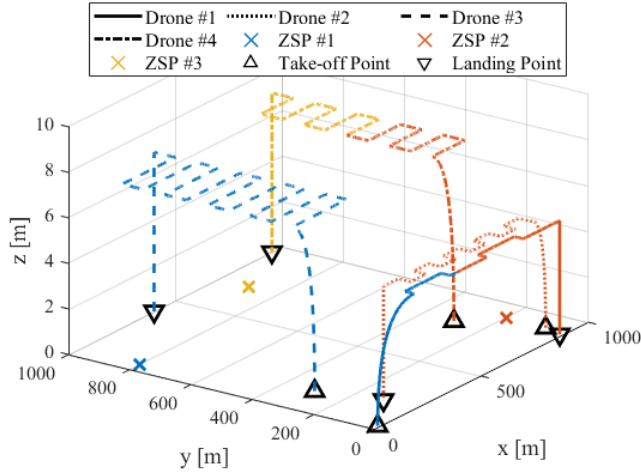 Drone #1 Drone #2 Drone #3
Drone #4 ZSP #1 ZSP #2
ZSP #3 Take-off Point Landing Point
10
8
6
4
2
0
z [m]
1000
800
600
400
200
0
y [m]
0
500
1000
x [m]